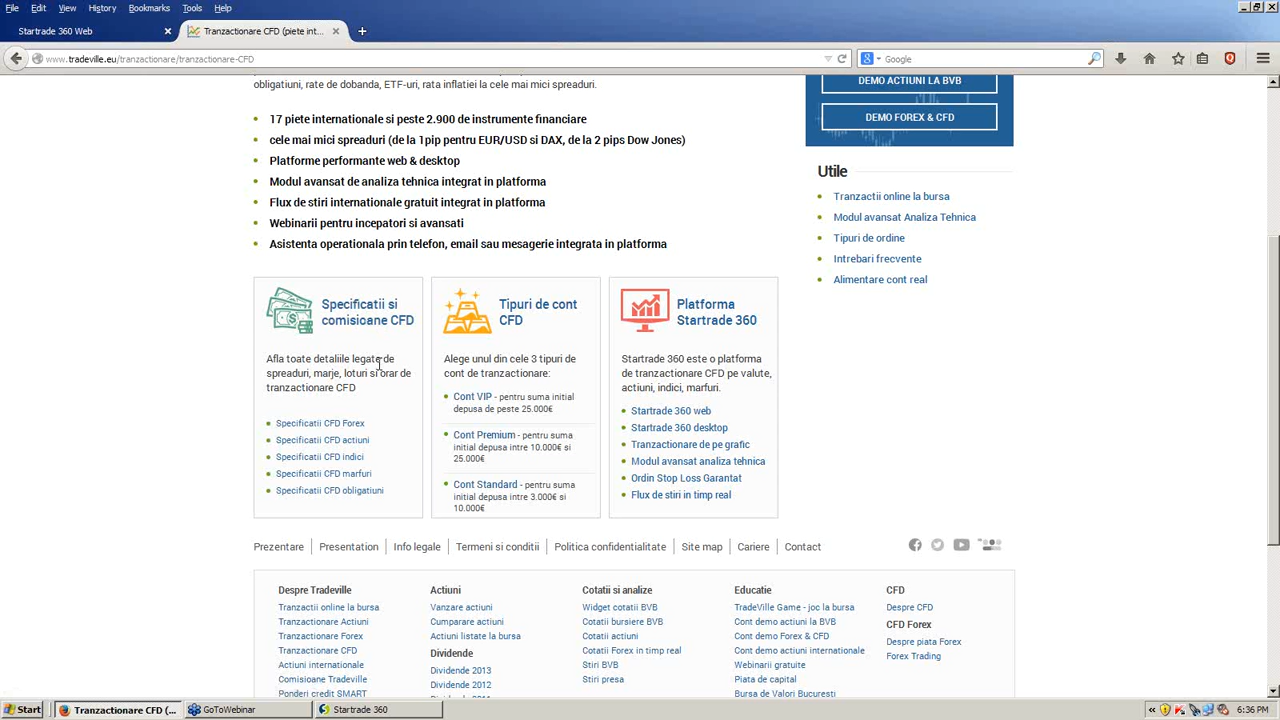 File Edit View History Bookmarks Tools Help
Startrade 360 Web × Tranzactionare CFD (piete int... × +
www.tradeville.eu/tranzactionare/tranzactionare-CFD Google
obligatiuni, rate de dobanda, ETF-uri, rata inflatiei la cele mai mici spreaduri.
17 piete internationale si peste 2.900 de instrumente financiare
cele mai mici spreaduri (de la 1pip pentru EUR/USD si DAX, de la 2 pips Dow Jones)
Platforme performante web & desktop
Modul avansat de analiza tehnica integrat in platforma
Flux de stiri internationale gratuit integrat in platforma
Webinarii pentru incepatori si avansati
Asistenta operationala prin telefon, email sau mesagerie integrata in platforma
DEMO ACTIUNI LA BVB
DEMO FOREX & CFD
Utile
Tranzactii online la bursa
Modul avansat Analiza Tehnica
Tipuri de ordine
Intrebari frecvente
Alimentare cont real
Specificatii si
comisioane CFD
Afla toate detaliile legate de
spreaduri, marje, loturi si orar de
tranzactionare CFD
Specificatii CFD Forex
Specificatii CFD actiuni
Specificatii CFD indici
Specificatii CFD marfuri
Specificatii CFD obligatiuni
Tipuri de cont
CFD
Alege unul din cele 3 tipuri de
cont de tranzactionare:
Cont VIP - pentru suma initial
depusa de peste 25.000€
Cont Premium - pentru suma
initial depusa intre 10.000€ si
25.000€
Cont Standard - pentru suma
initial depusa intre 3.000€ si
10.000€
Platforma
Startrade 360
Startrade 360 este o platforma
de tranzactionare CFD pe valute,
actiuni, indici, marfuri.
Startrade 360 web
Startrade 360 desktop
Tranzactionare de pe grafic
Modul avansat analiza tehnica
Ordin Stop Loss Garantat
Flux de stiri in timp real
Prezentare Presentation Info legale Termeni si conditii Politica confidentialitate Site map Cariere Contact
Despre Tradeville
Tranzactii online la bursa
Tranzactionare Actiuni
Tranzactionare Forex
Tranzactionare CFD
Actiuni internationale
Comisioane Tradeville
Ponderi credit SMART
Actiuni
Vanzare actiuni
Cumparare actiuni
Actiuni listate la bursa
Dividende
Dividende 2013
Dividende 2012
Cotatii si analize
Widget cotatii BVB
Cotatii bursiere BVB
Cotatii actiuni
Cotatii Forex in timp real
Stiri BVB
Stiri presa
Educatie
TradeVille Game - joc la bursa
Cont demo actiuni la BVB
Cont demo Forex & CFD
Cont demo actiuni internationale
Webinarii gratuite
Piata de capital
Bursa de Valori Bucuresti
CFD
Despre CFD
CFD Forex
Despre piata Forex
Forex Trading
Start Tranzactionare CFD (... GoToWebinar Startrade 360 6:36 PM